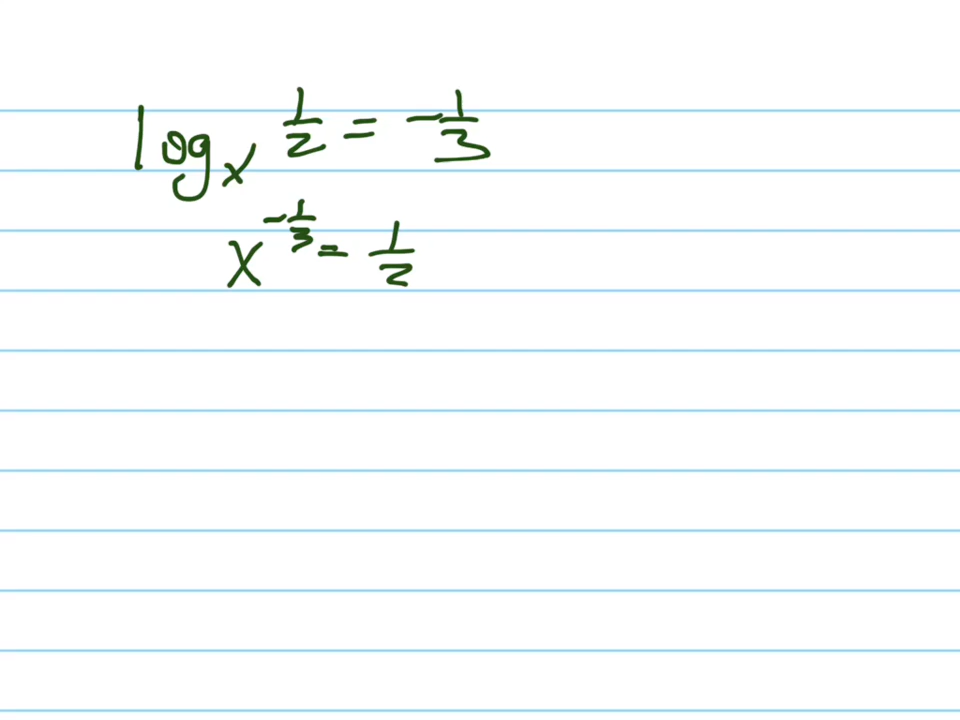 log_x 1/2 = -1/3
x^(-1/3) = 1/2